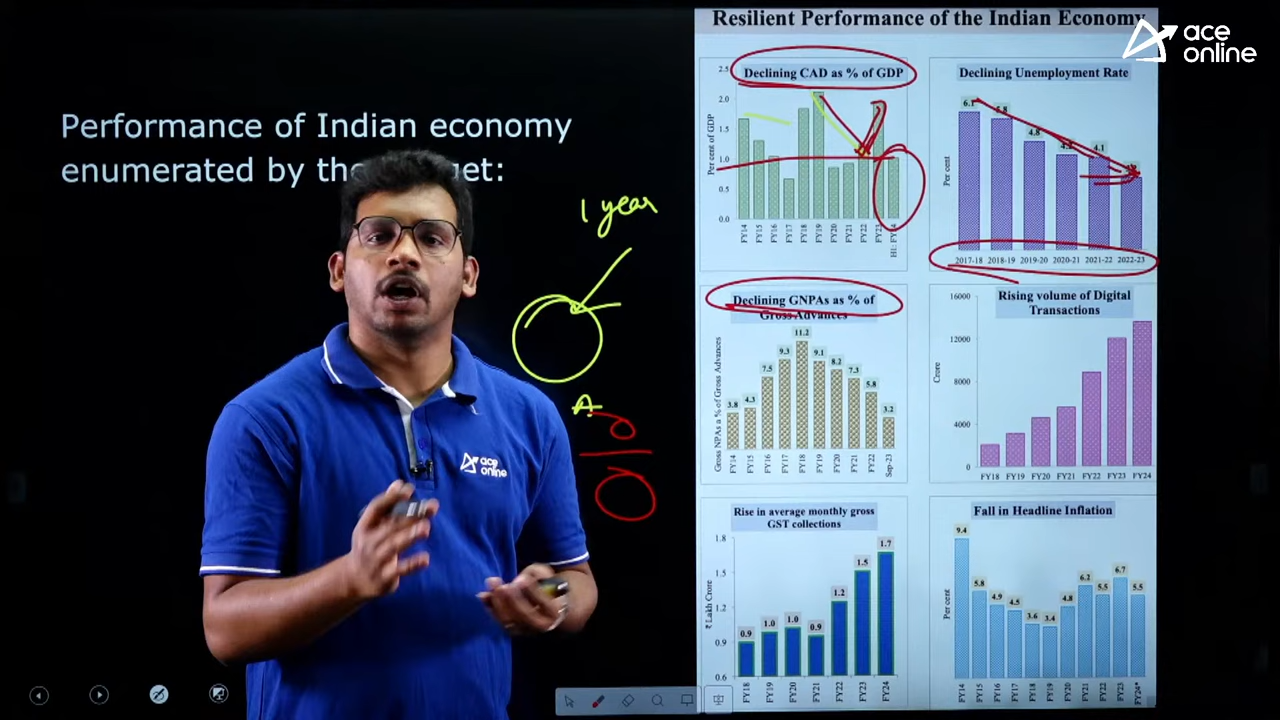 Resilient Performance of the Indian Economy
ace
online
Performance of Indian economy
enumerated by the
et:
1 year
A
ace
online
Declining CAD as % of GDP
Per cent of GDP
2.5
2.0
1.5
1.0
0.5
0.0
FY14
FY15
FY16
FY17
FY18
FY19
FY20
FY21
FY22
FY23
H1: FY24
Declining Unemployment Rate
Per cent
6.1
5.8
4.8
4.2
4.1
2017-18
2018-19
2019-20
2020-21
2021-22
2022-23
Declining GNPAs as % of
Gross Advances
Gross NPAs a % of Gross Advances
3.8
4.3
7.5
9.3
11.2
9.1
8.2
7.3
5.8
3.2
FY14
FY15
FY16
FY17
FY18
FY19
FY20
FY21
FY22
Sep-23
Rising volume of Digital
Transactions
Crore
16000
12000
8000
4000
0
FY18
FY19
FY20
FY21
FY22
FY23
FY24
Rise in average monthly gross
GST collections
₹ Lakh Crore
1.8
1.5
1.2
0.9
0.6
0.9
1.0
1.0
0.9
1.2
1.5
1.7
FY18
FY19
FY20
FY21
FY22
FY23
FY24
Fall in Headline Inflation
Per cent
9.4
5.8
4.9
4.5
3.6
3.4
4.8
6.2
5.5
6.7
5.5
FY14
FY15
FY16
FY17
FY18
FY19
FY20
FY21
FY22
FY23
FY24*